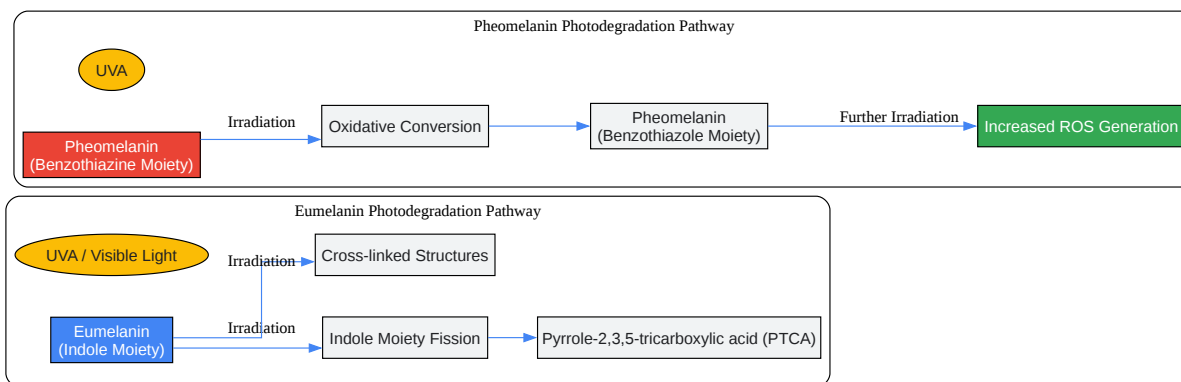 Pheomelanin Photodegradation Pathway
UVA
Pheomelanin
(Benzothiazine Moiety)
Irradiation
Oxidative Conversion
Pheomelanin
(Benzothiazole Moiety)
Further Irradiation
Increased ROS Generation
Eumelanin Photodegradation Pathway
UVA / Visible Light
Irradiation
Cross-linked Structures
Eumelanin
(Indole Moiety)
Irradiation
Indole Moiety Fission
Pyrrole-2,3,5-tricarboxylic acid (PTCA)